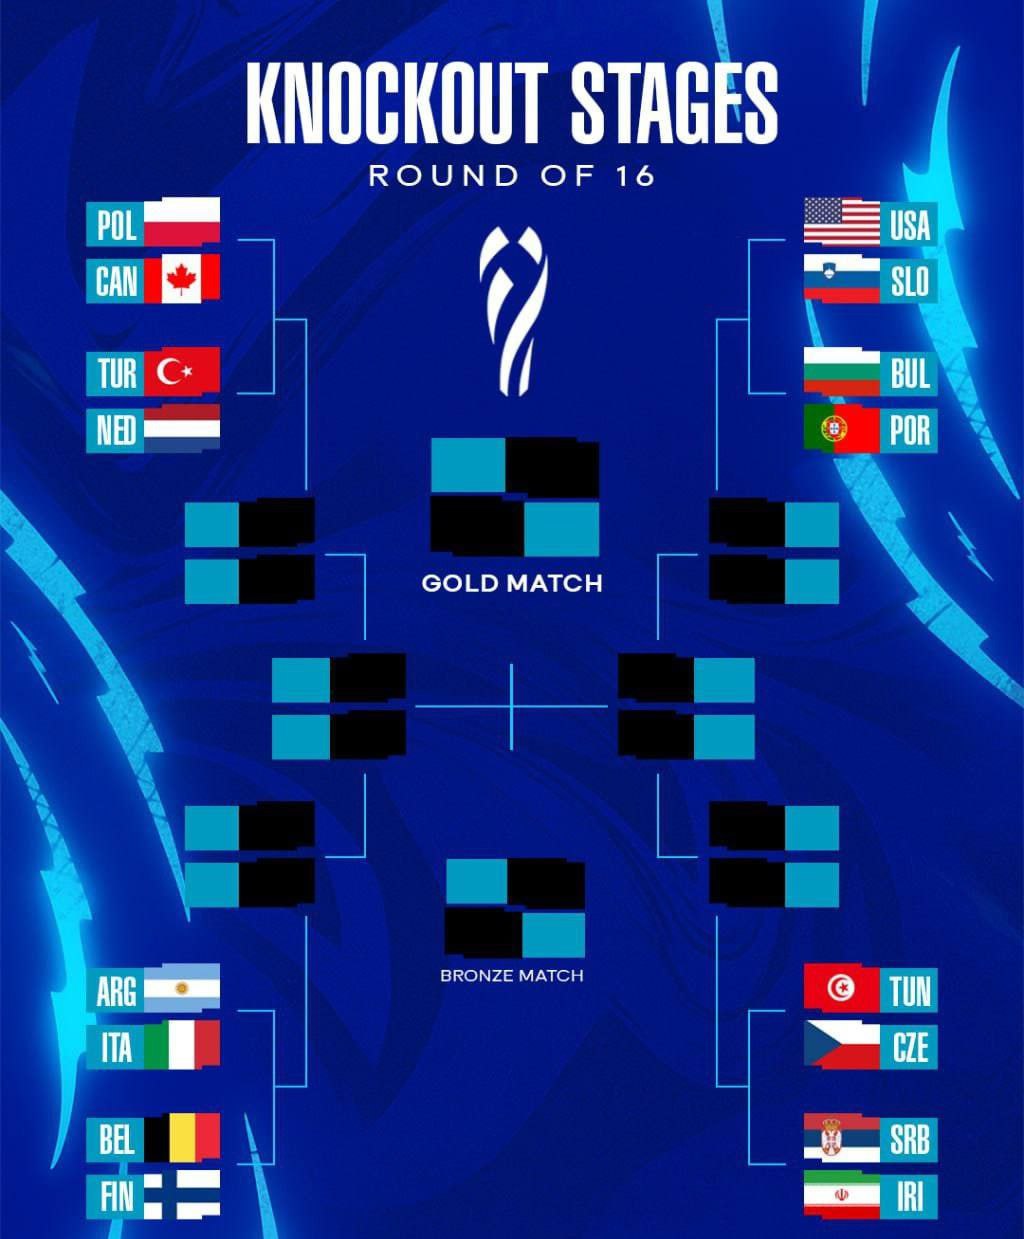 KNOCKOUT STAGES
ROUND OF 16
POL
CAN
TUR
NED
USA
SLO
BUL
POR
GOLD MATCH
BRONZE MATCH
ARG
ITA
BEL
FIN
TUN
CZE
SRB
IRI